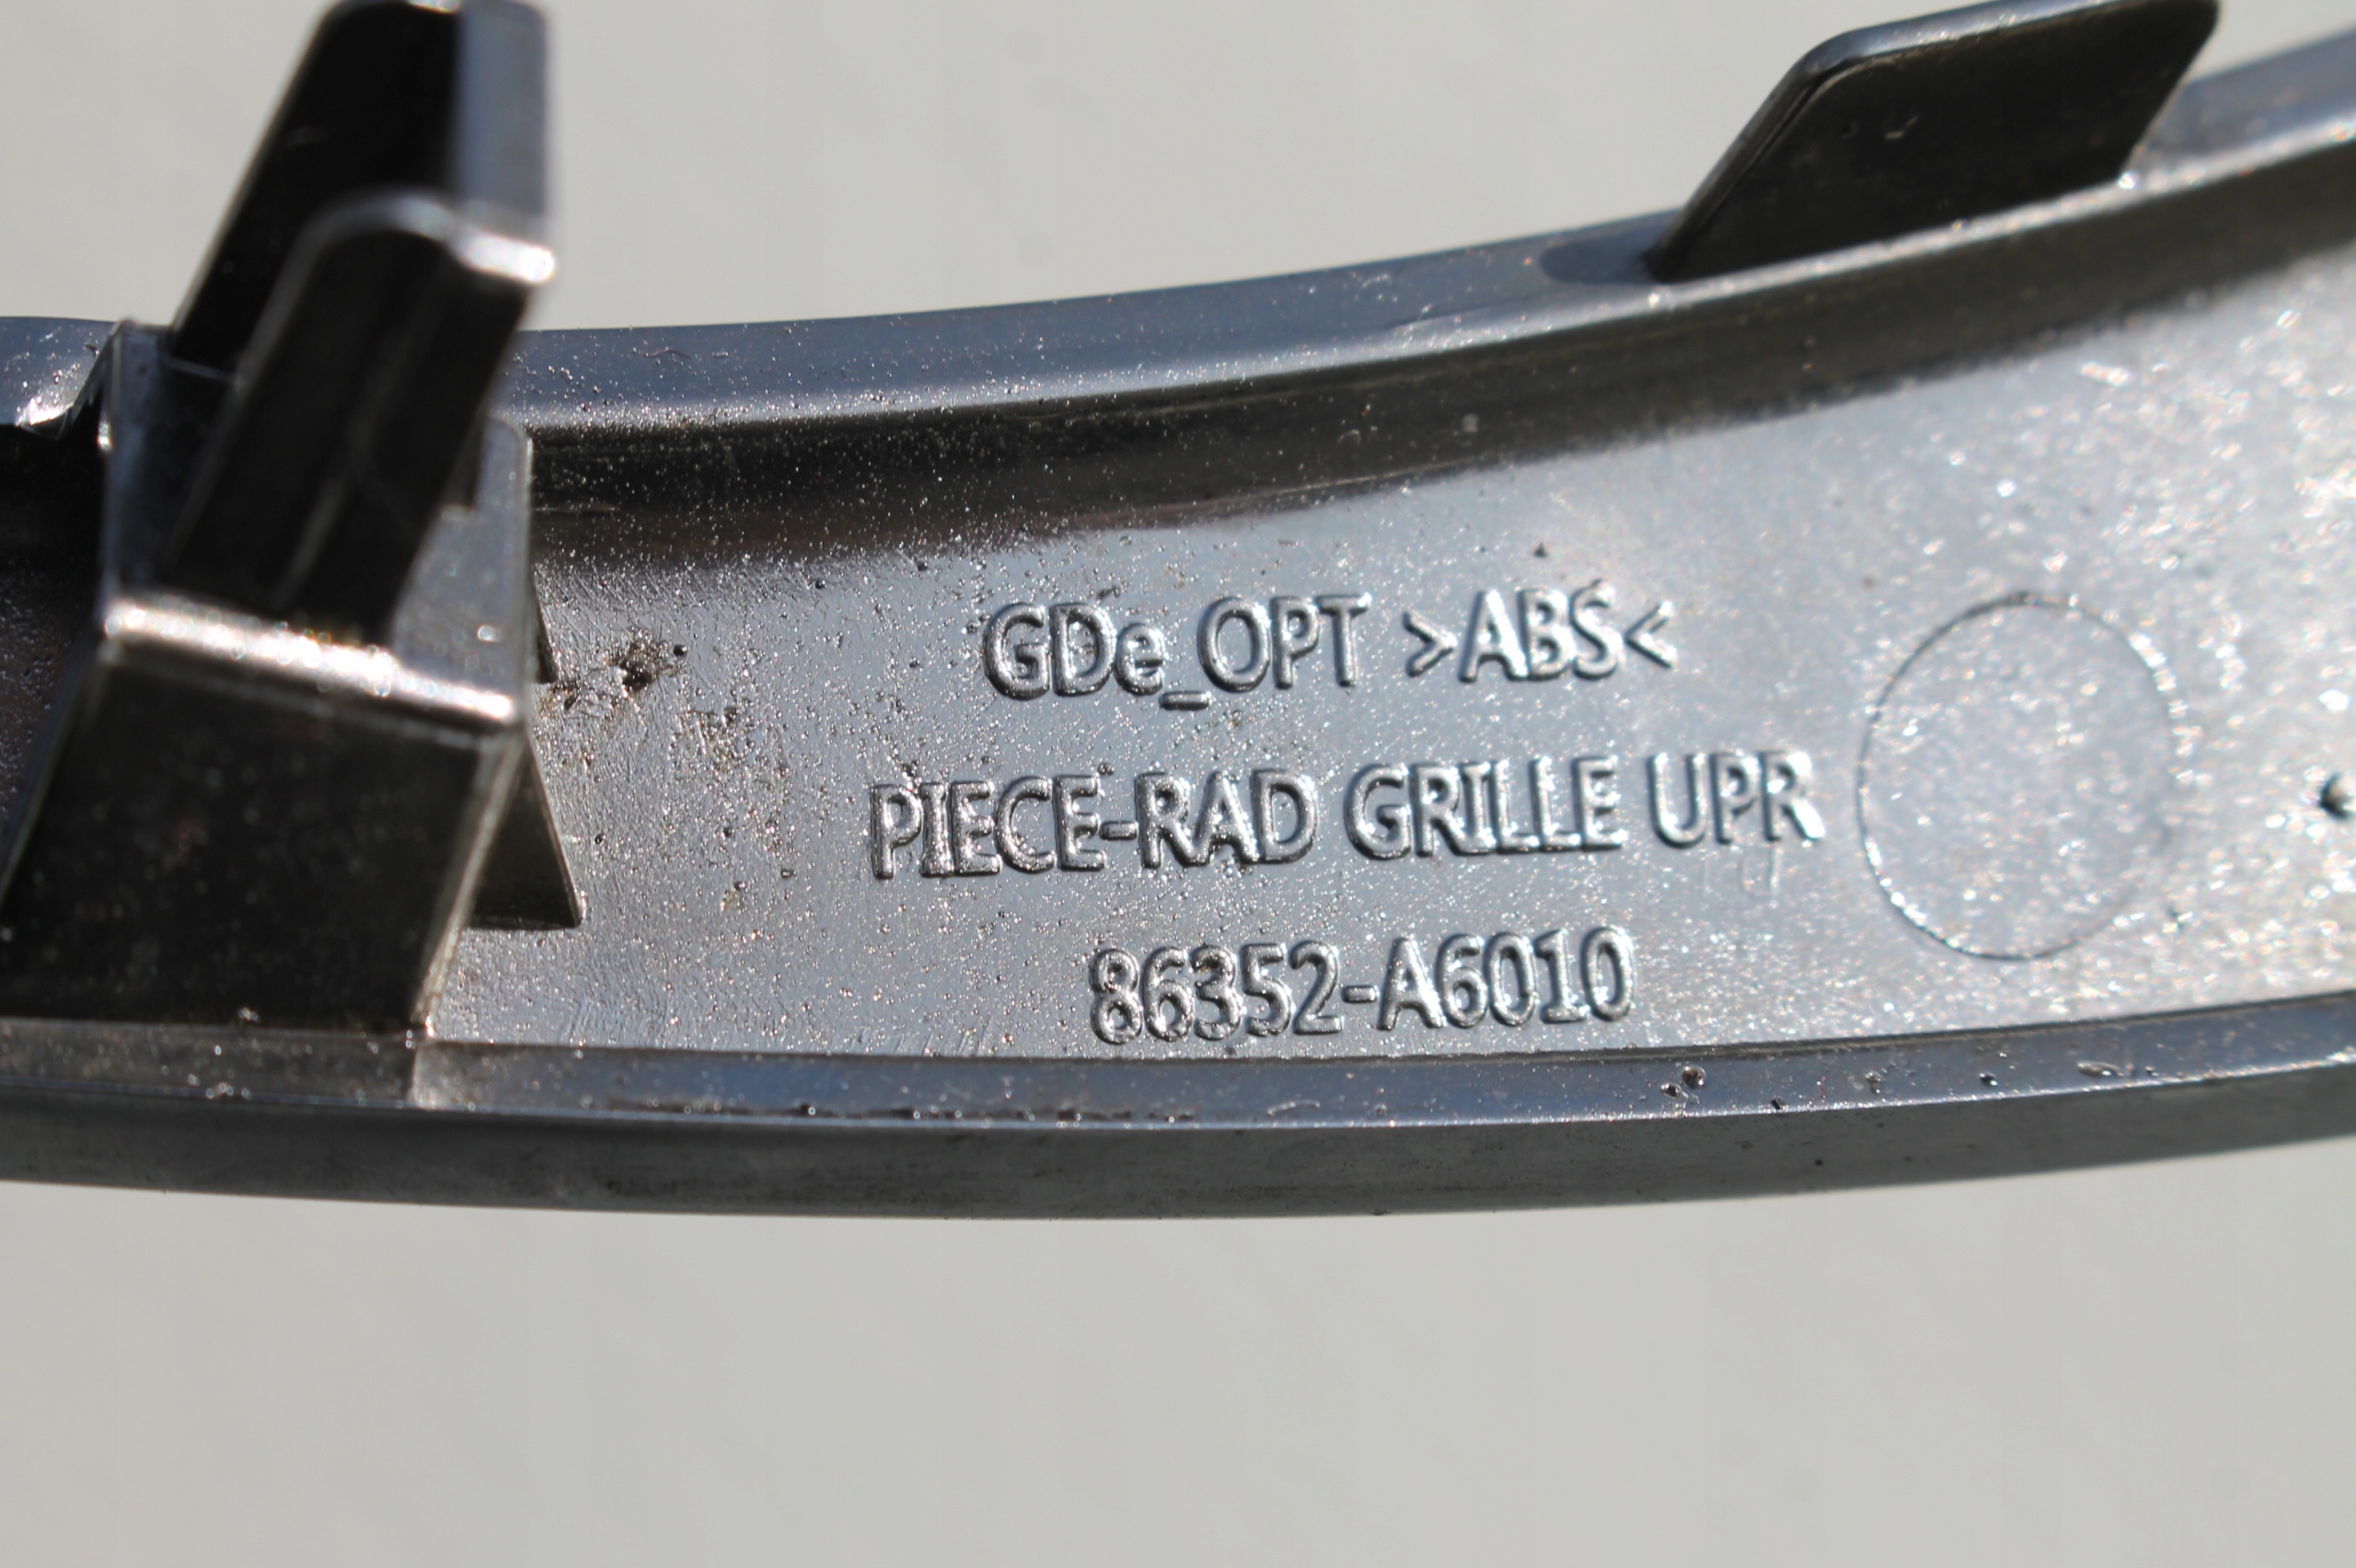 GDe_OPT >ABS<
PIECE-RAD GRILLE UPR
86352-A6010